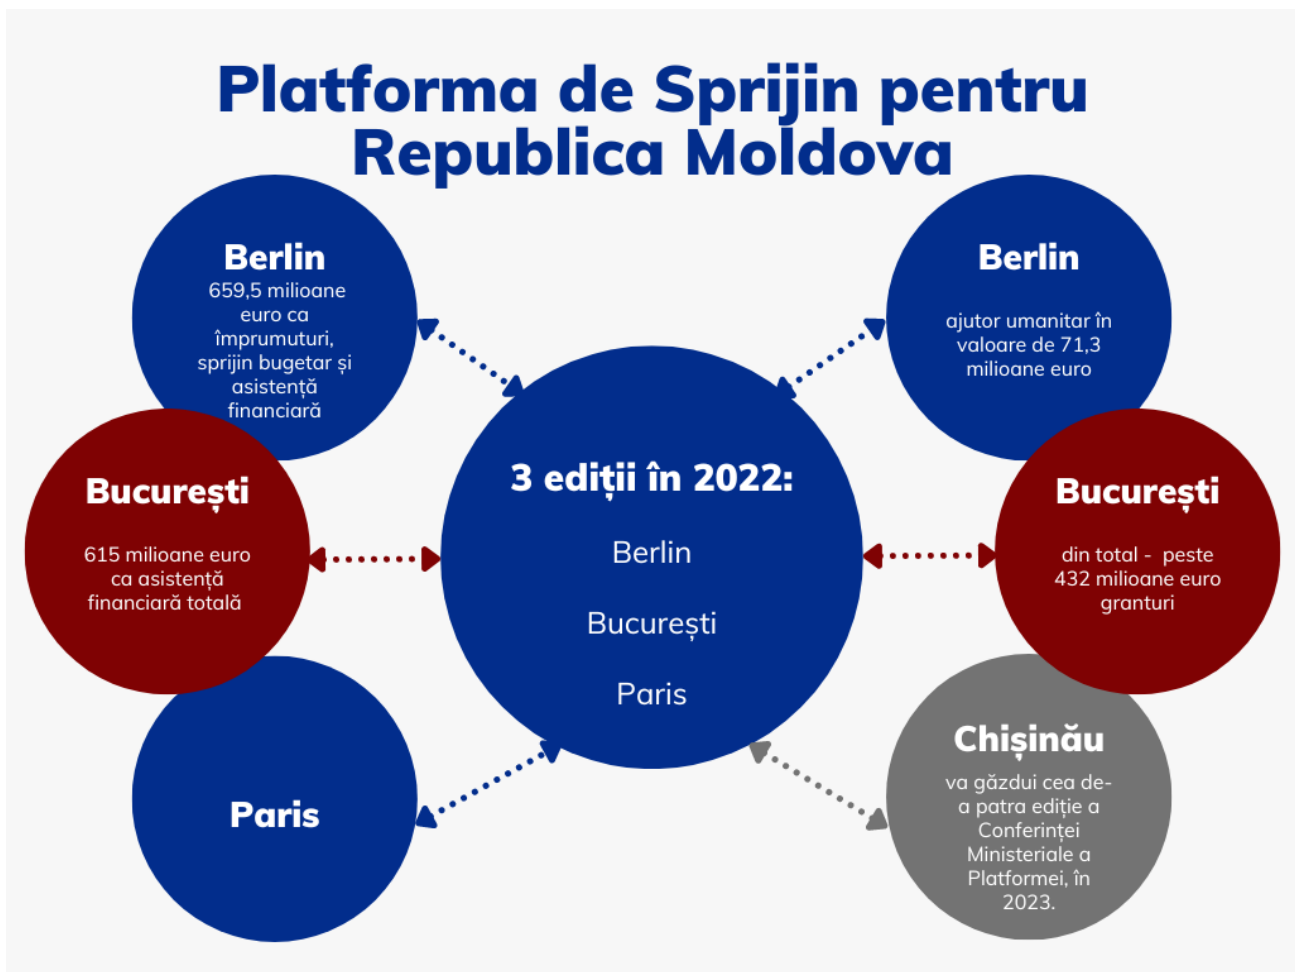 Platforma de Sprijin pentru
Republica Moldova
Berlin
659,5 milioane
euro ca
împrumuturi,
sprijin bugetar și
asistență
financiară
Berlin
ajutor umanitar în
valoare de 71,3
milioane euro
București
615 milioane euro
ca asistență
financiară totală
3 ediții în 2022:
Berlin
București
Paris
București
din total - peste
432 milioane euro
granturi
Paris
Chișinău
va găzdui cea de-
a patra ediție a
Conferinței
Ministeriale a
Platformei, în
2023.